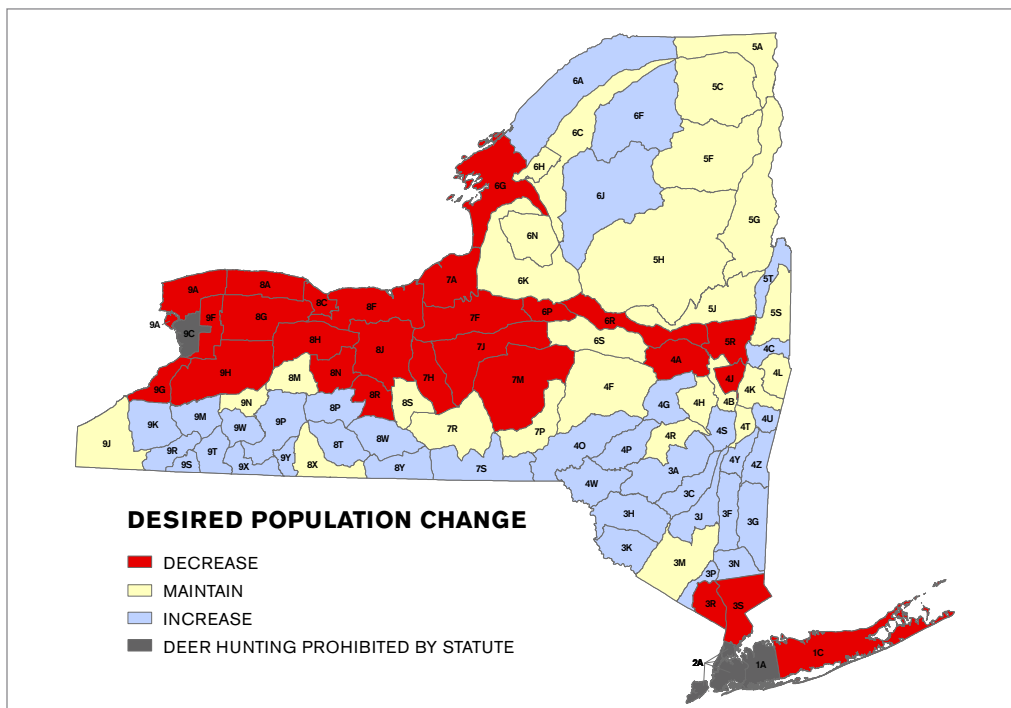 5A
6A
5C
6F
6C
5F
6H
6G
6J
5G
6N
5H
5T
6K
7A
9A
8A
5J
8C
8F
6P
5S
9F
8G
7F
6R
9A
9C
6S
5R
4C
6H
6J
7J
4A
9H
8M
8N
7H
7M
4J
4L
9G
8R
4F
4K
9N
8S
4G
4H
4B
9K
9M
9P
8P
4U
9W
7R
7P
4S
4T
9J
8T
8W
4O
4P
4R
9R
9T
9S
9X
9Y
8X
8Y
7S
3A
4Y
4Z
4W
3C
3H
3J
3F
3G
DESIRED POPULATION CHANGE
3K
3M
3P
3N
DECREASE
MAINTAIN
3R
3S
INCREASE
DEER HUNTING PROHIBITED BY STATUTE
1C
2A
1A